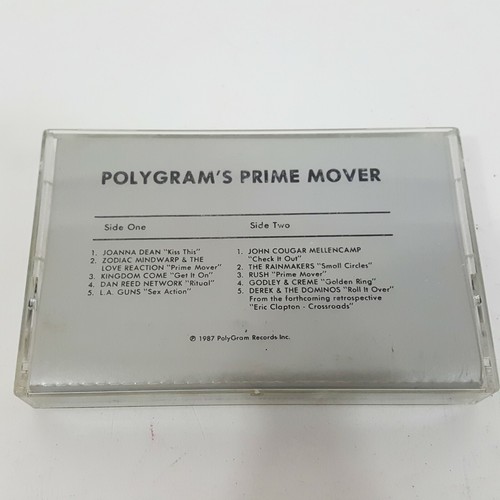 POLYGRAM'S PRIME MOVER
Side One
1. JOANNA DEAN "Kiss This"
2. ZODIAC MINDWARP & THE
LOVE REACTION "Prime Mover"
3. KINGDOM COME "Get It On"
4. DAN REED NETWORK "Ritual"
5. L.A. GUNS "Sex Action"
Side Two
1. JOHN COUGAR MELLENCAMP
"Check It Out"
2. THE RAINMAKERS "Small Circles"
3. RUSH "Prime Mover"
4. GODLEY & CREME "Golden Ring"
5. DEREK & THE DOMINOS "Roll It Over"
From the forthcoming retrospective
"Eric Clapton - Crossroads"
℗ 1987 PolyGram Records Inc.